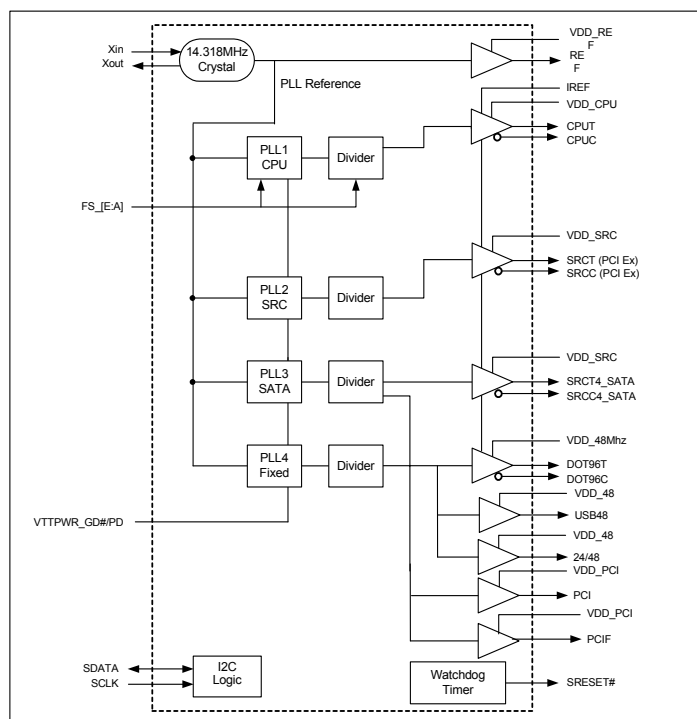 Xin
Xout
14.318MHz
Crystal
PLL Reference
VDD_RE
F
RE
F
IREF
VDD_CPU
CPUT
CPUC
PLL1
CPU
Divider
FS_[E:A]
VDD_SRC
SRCT (PCI Ex)
SRCC (PCI Ex)
PLL2
SRC
Divider
VDD_SRC
SRCT4_SATA
SRCC4_SATA
PLL3
SATA
Divider
VDD_48Mhz
DOT96T
DOT96C
PLL4
Fixed
Divider
VDD_48
USB48
VTTPWR_GD#/PD
VDD_48
24/48
VDD_PCI
PCI
VDD_PCI
PCIF
SDATA
SCLK
I2C
Logic
Watchdog
Timer
SRESET#